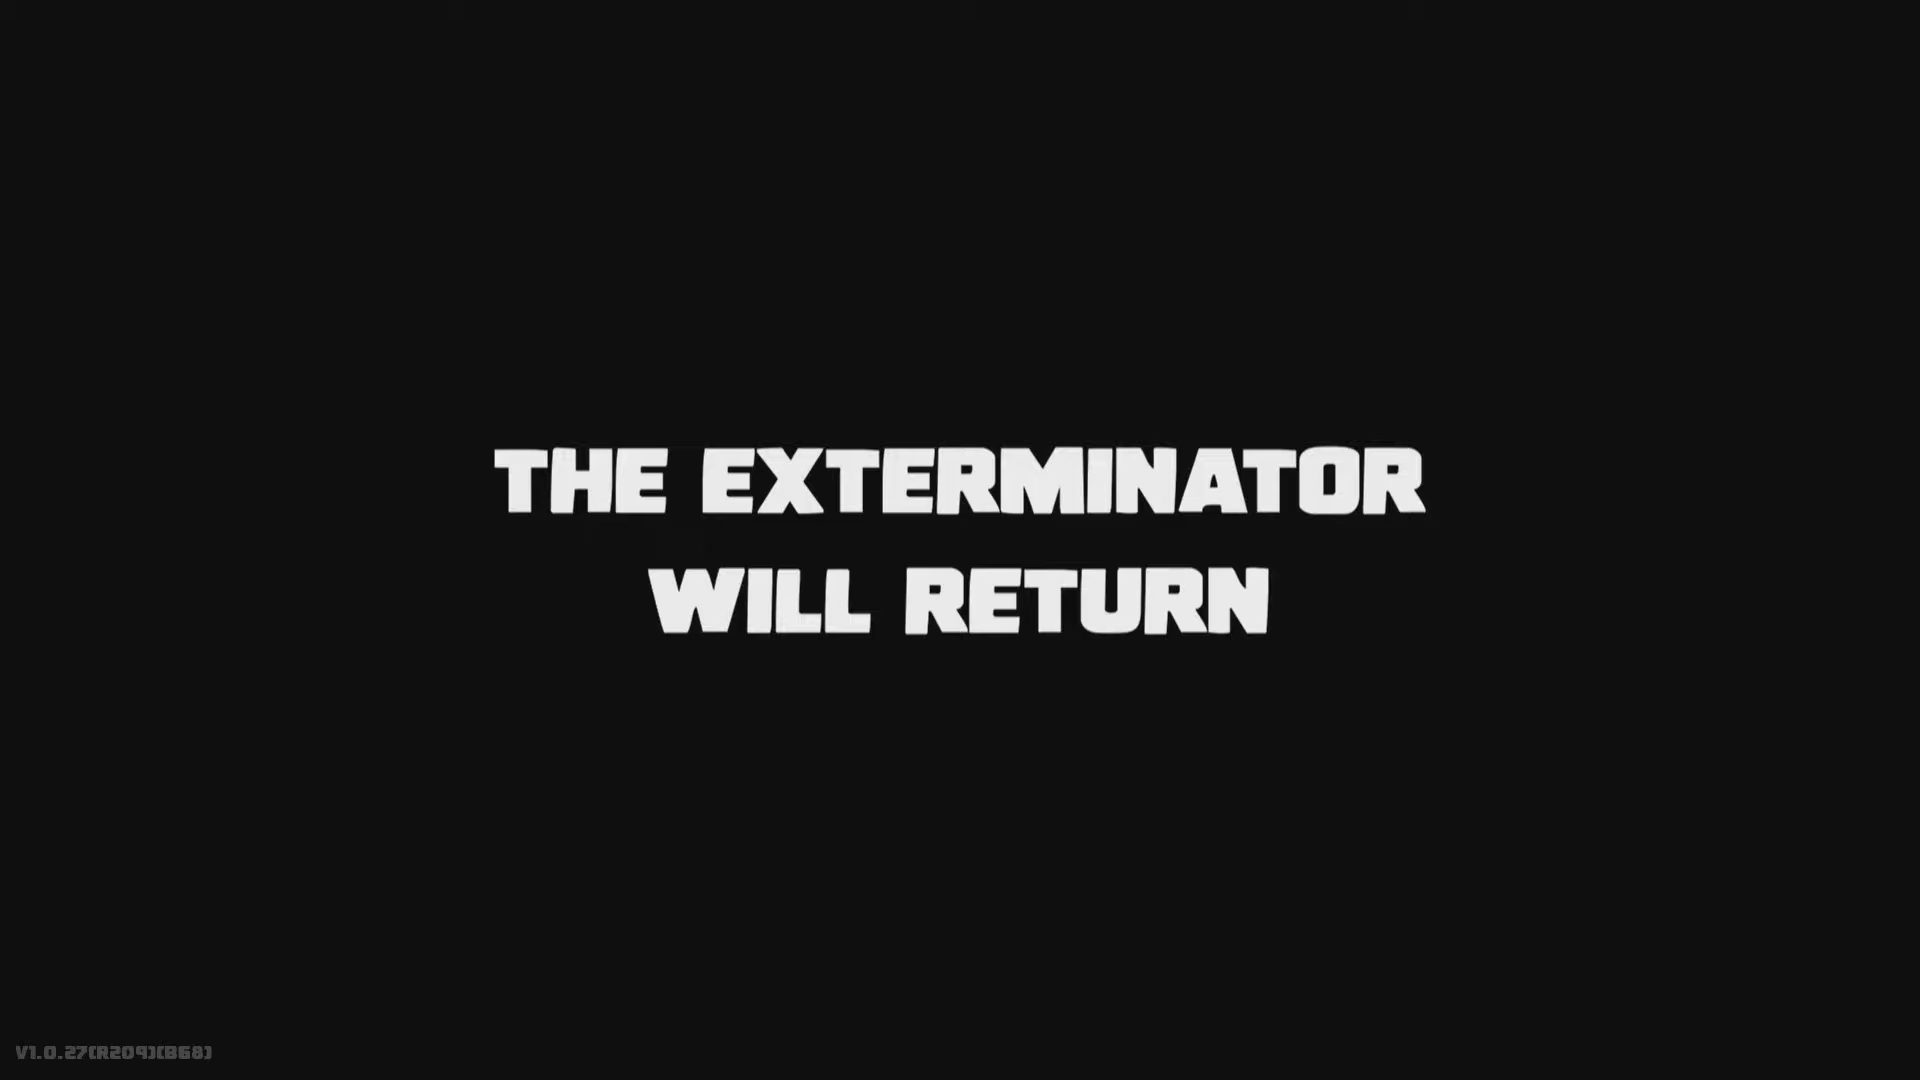 THE EXTERMINATOR
WILL RETURN
V1.0.27(R209)(B68)